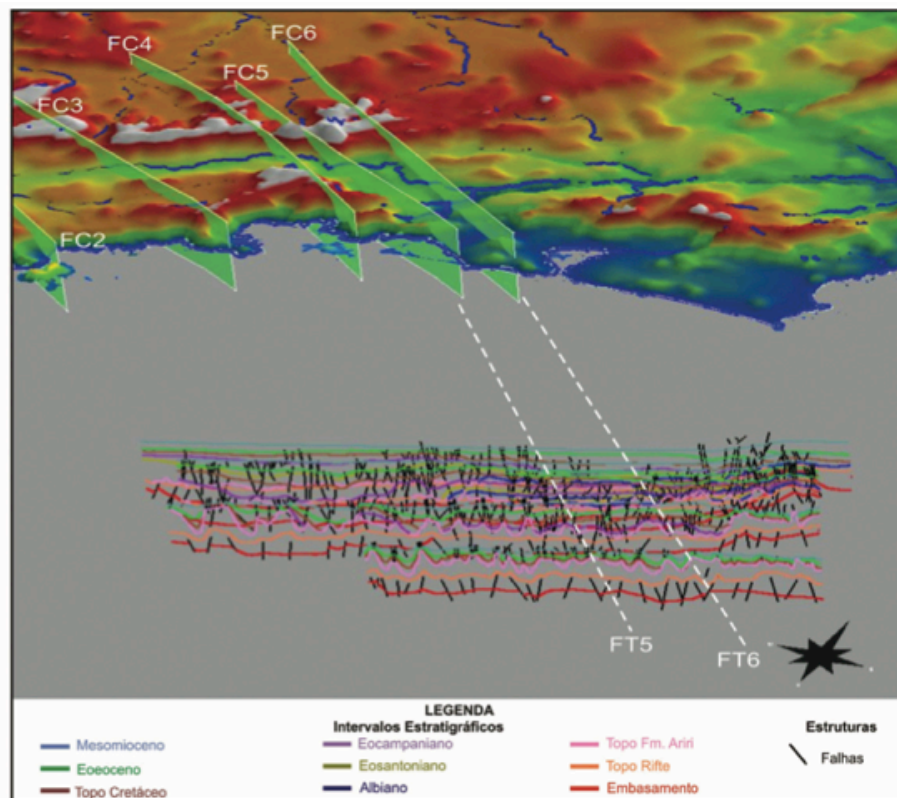 FC4
FC6
FC5
FC3
FC2
FT5
FT6
LEGENDA
Intervalos Estratigráficos
Estruturas
Mesomioceno
Eocampaniano
Topo Fm. Ariri
Falhas
Eoeoceno
Eosantoniano
Topo Rifte
Topo Cretáceo
Albiano
Embasamento